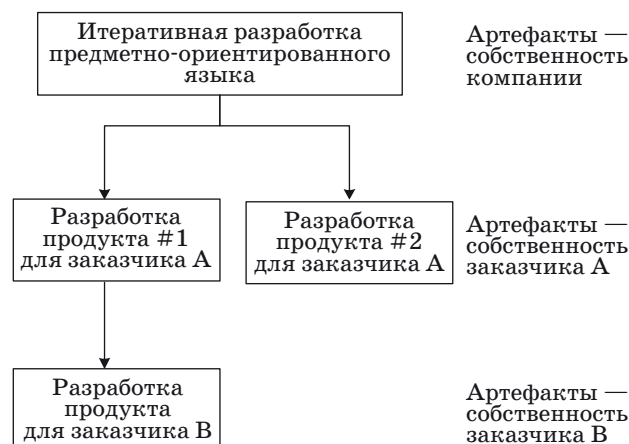 Итеративная разработка
предметно-ориентированного
языка
Артефакты —
собственность
компании
Разработка
продукта #1
для заказчика A
Разработка
продукта #2
для заказчика A
Артефакты —
собственность
заказчика A
Разработка
продукта
для заказчика B
Артефакты —
собственность
заказчика B